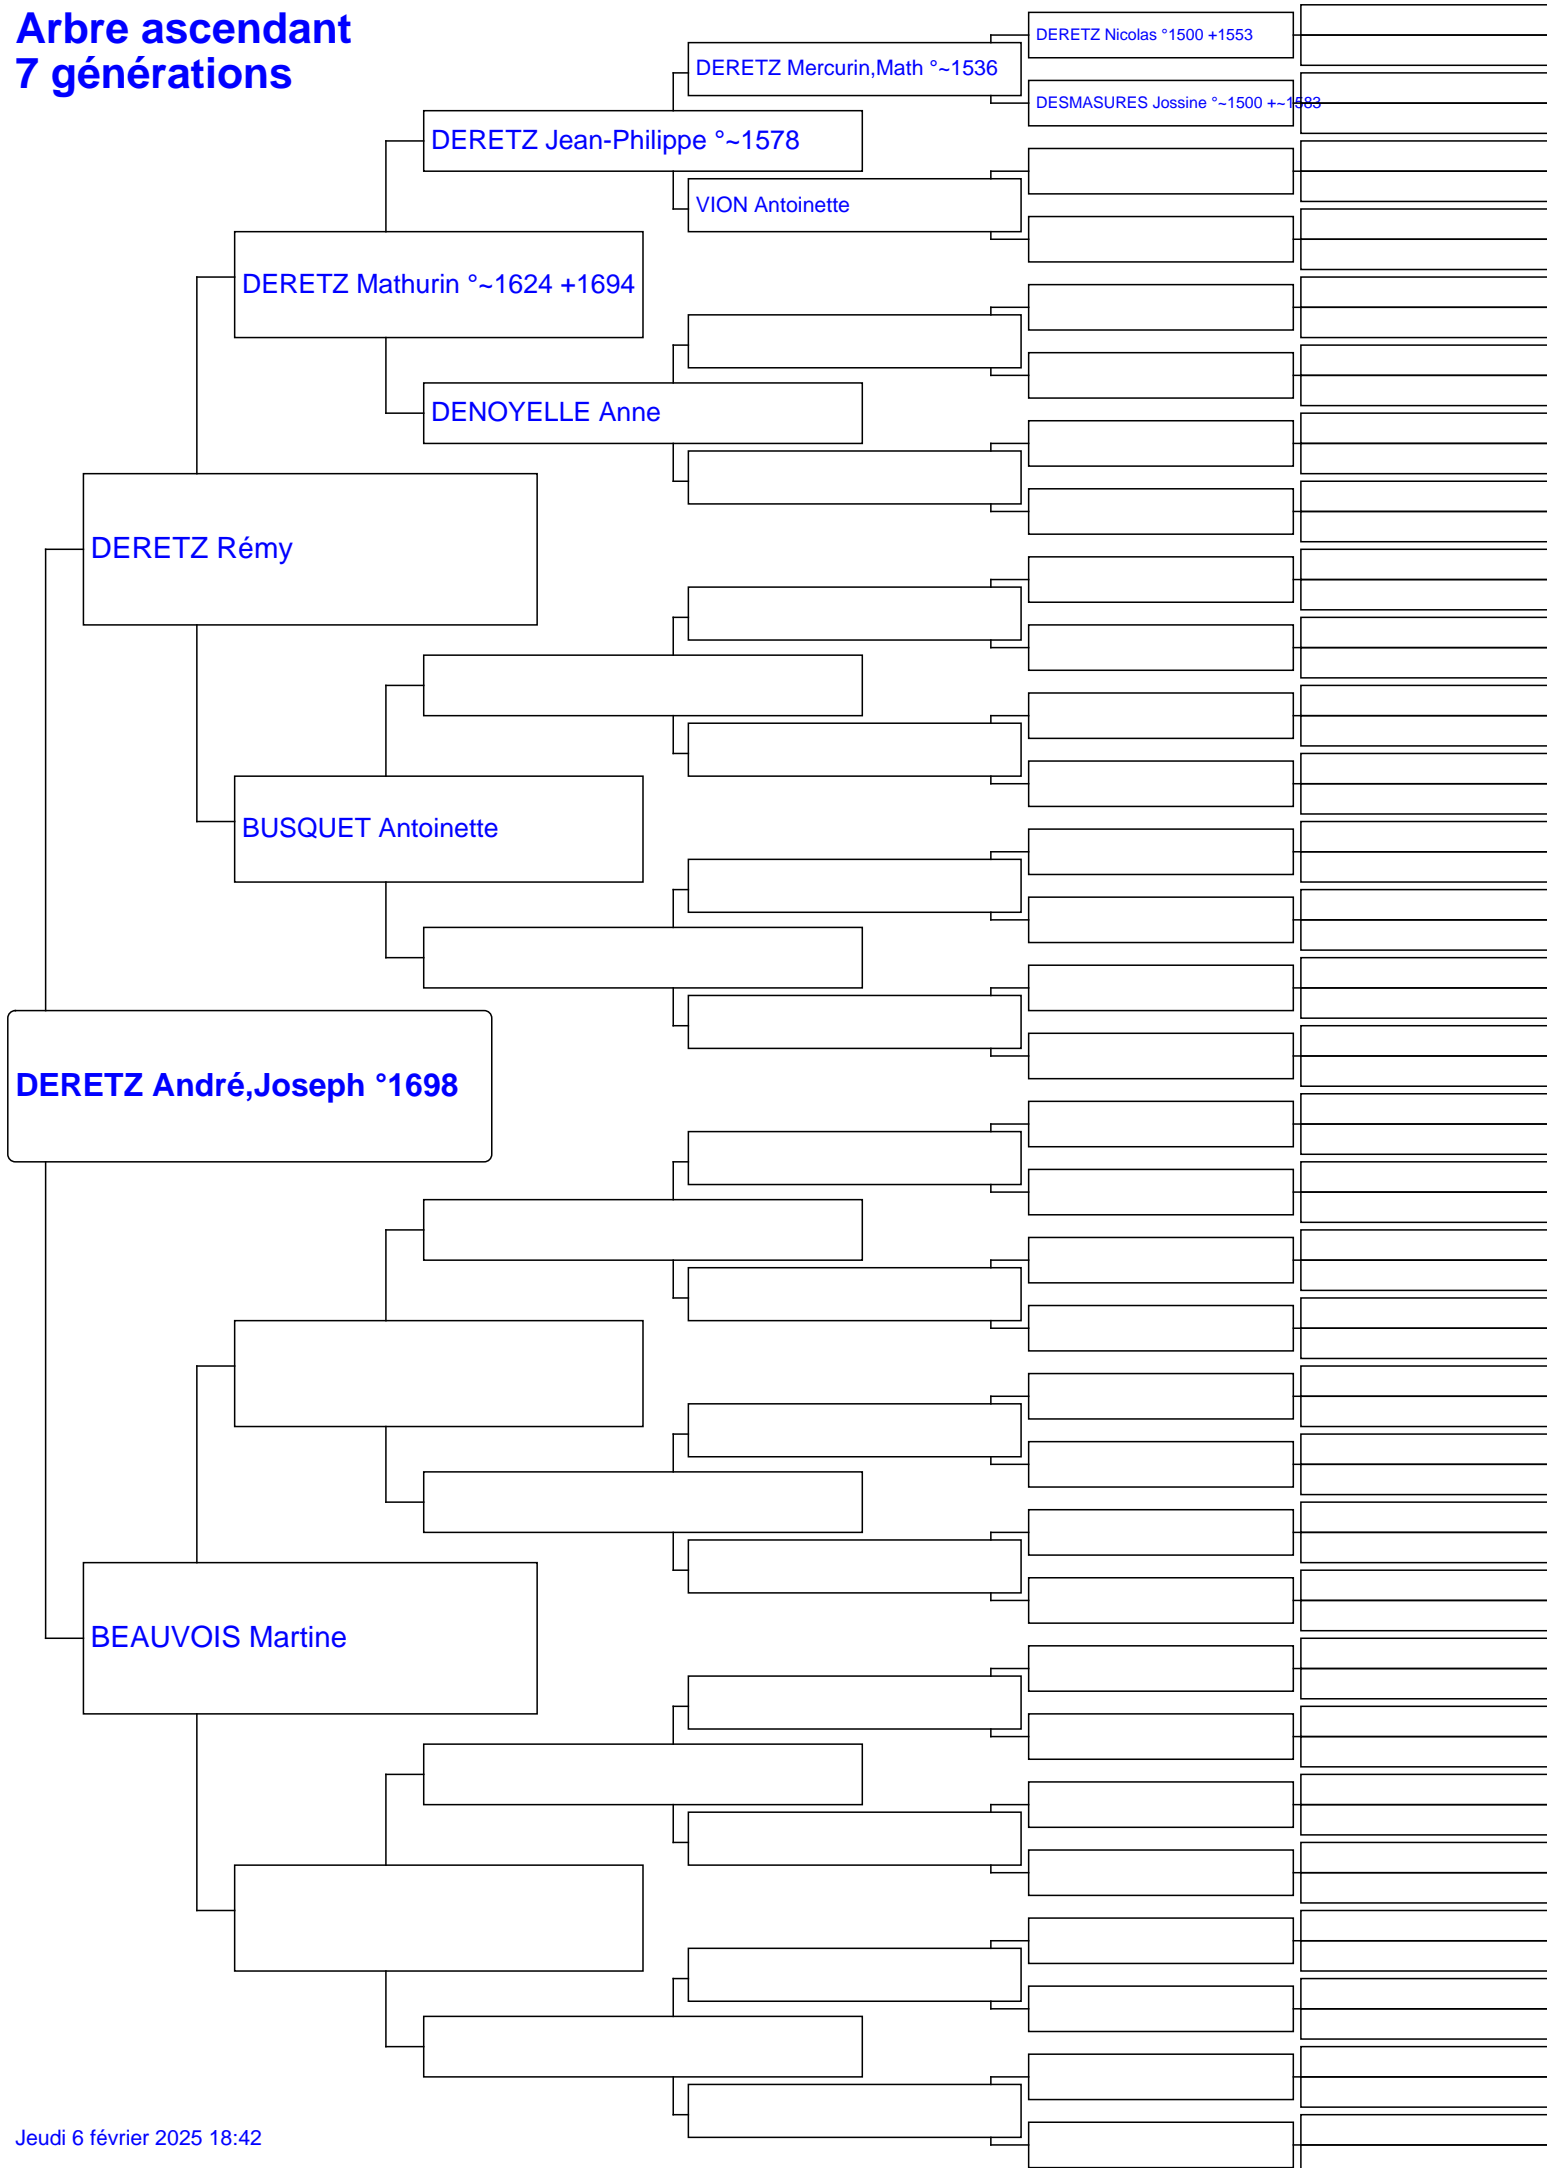 Arbre ascendant
7 générations
DERETZ Nicolas °1500 +1553
DERETZ Mercurin,Math °~1536
DESMASURES Jossine °~1500 +~1583
DERETZ Jean-Philippe °~1578
VION Antoinette
DERETZ Mathurin °~1624 +1694
DENOYELLE Anne
DERETZ Rémy
BUSQUET Antoinette
DERETZ André,Joseph °1698
BEAUVOIS Martine
Jeudi 6 février 2025 18:42